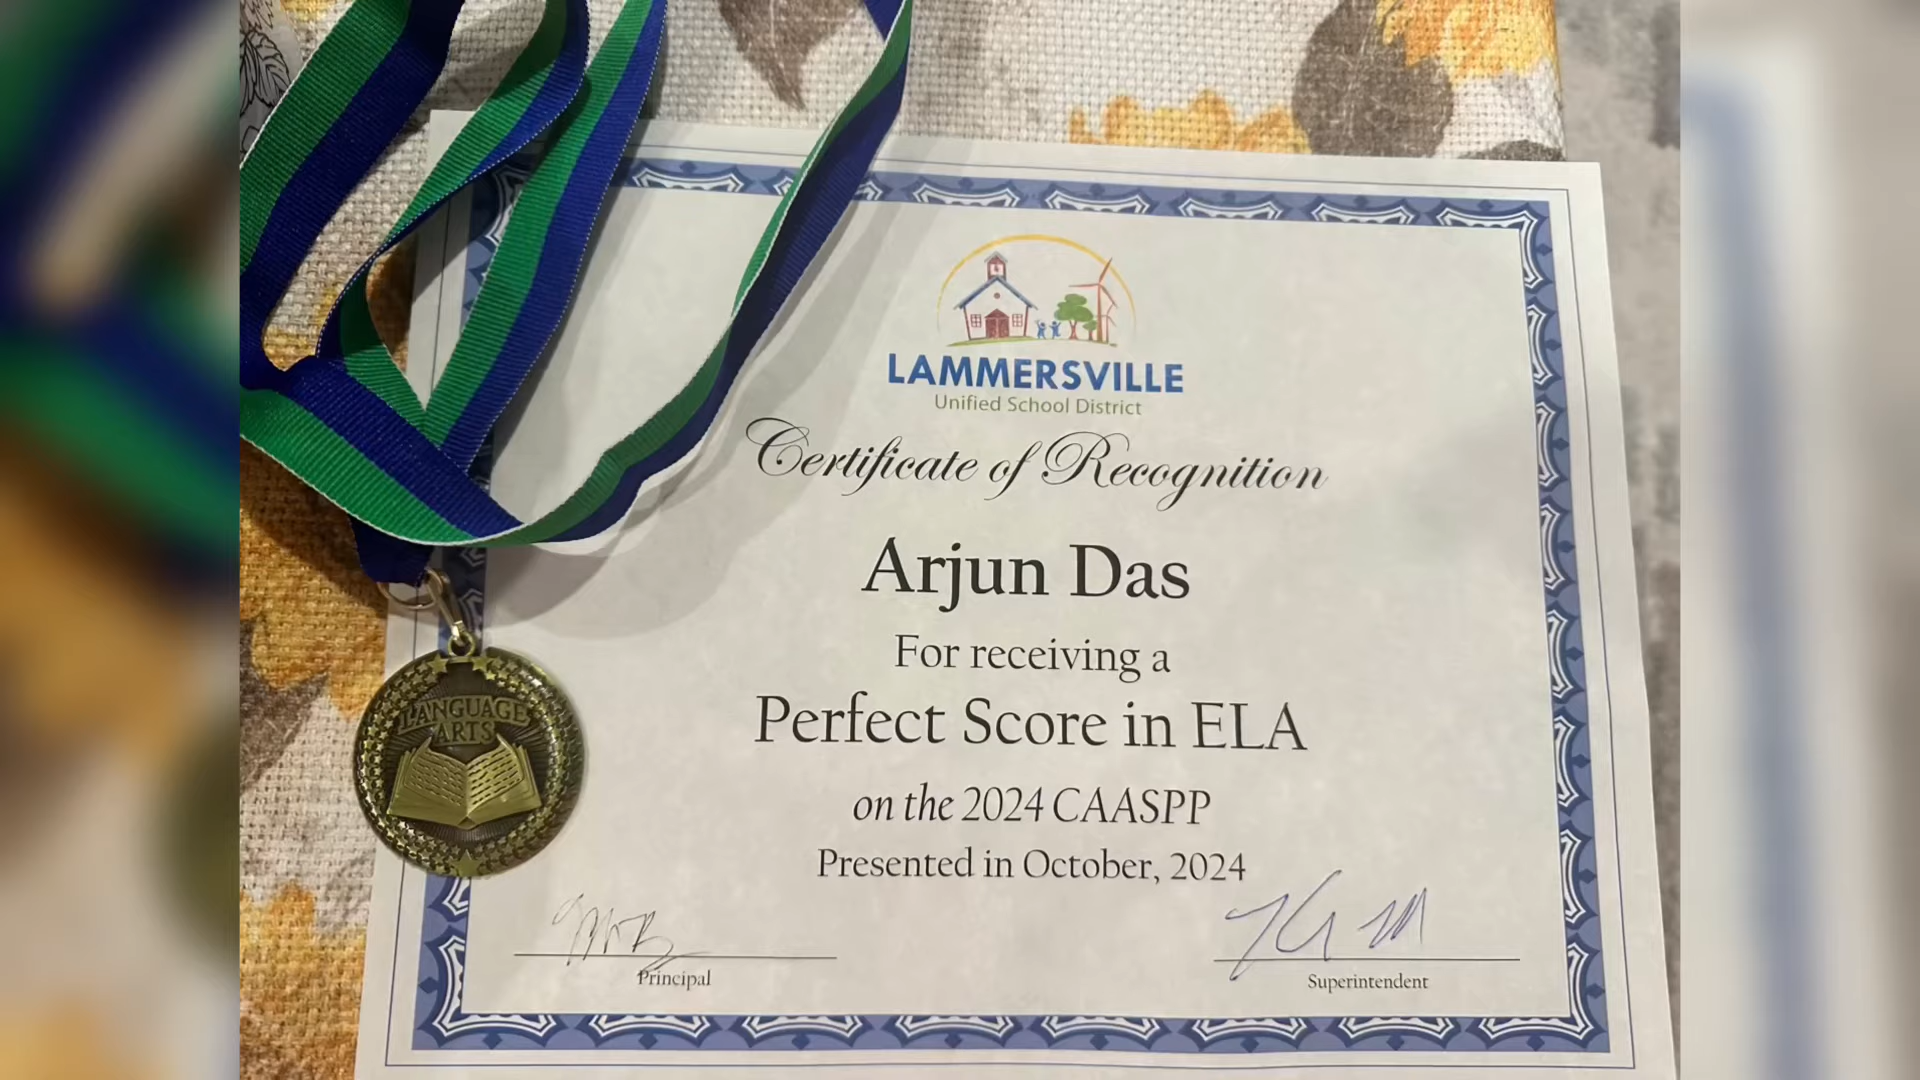 LAMMERSVILLE
Unified School District
Certificate of Recognition
Arjun Das
For receiving a
Perfect Score in ELA
on the 2024 CAASPP
Presented in October, 2024
Principal
Superintendent
LANGUAGE
ARTS